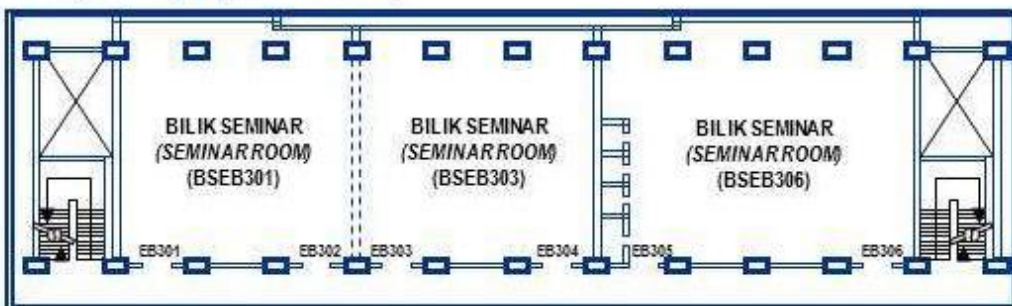 BILIK SEMINAR
(SEMINAR ROOM)
(BSEB301)
BILIK SEMINAR
(SEMINAR ROOM)
(BSEB303)
BILIK SEMINAR
(SEMINAR ROOM)
(BSEB306)
EB301
EB302
EB303
EB304
EB305
EB306